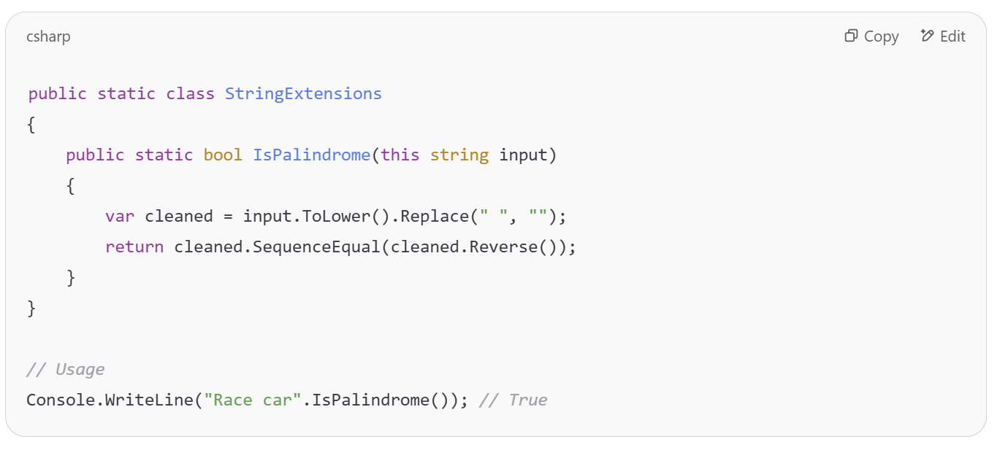 csharp
Copy
Edit
public static class StringExtensions
{
    public static bool IsPalindrome(this string input)
    {
        var cleaned = input.ToLower().Replace(" ", "");
        return cleaned.SequenceEqual(cleaned.Reverse());
    }
}

// Usage
Console.WriteLine("Race car".IsPalindrome()); // True